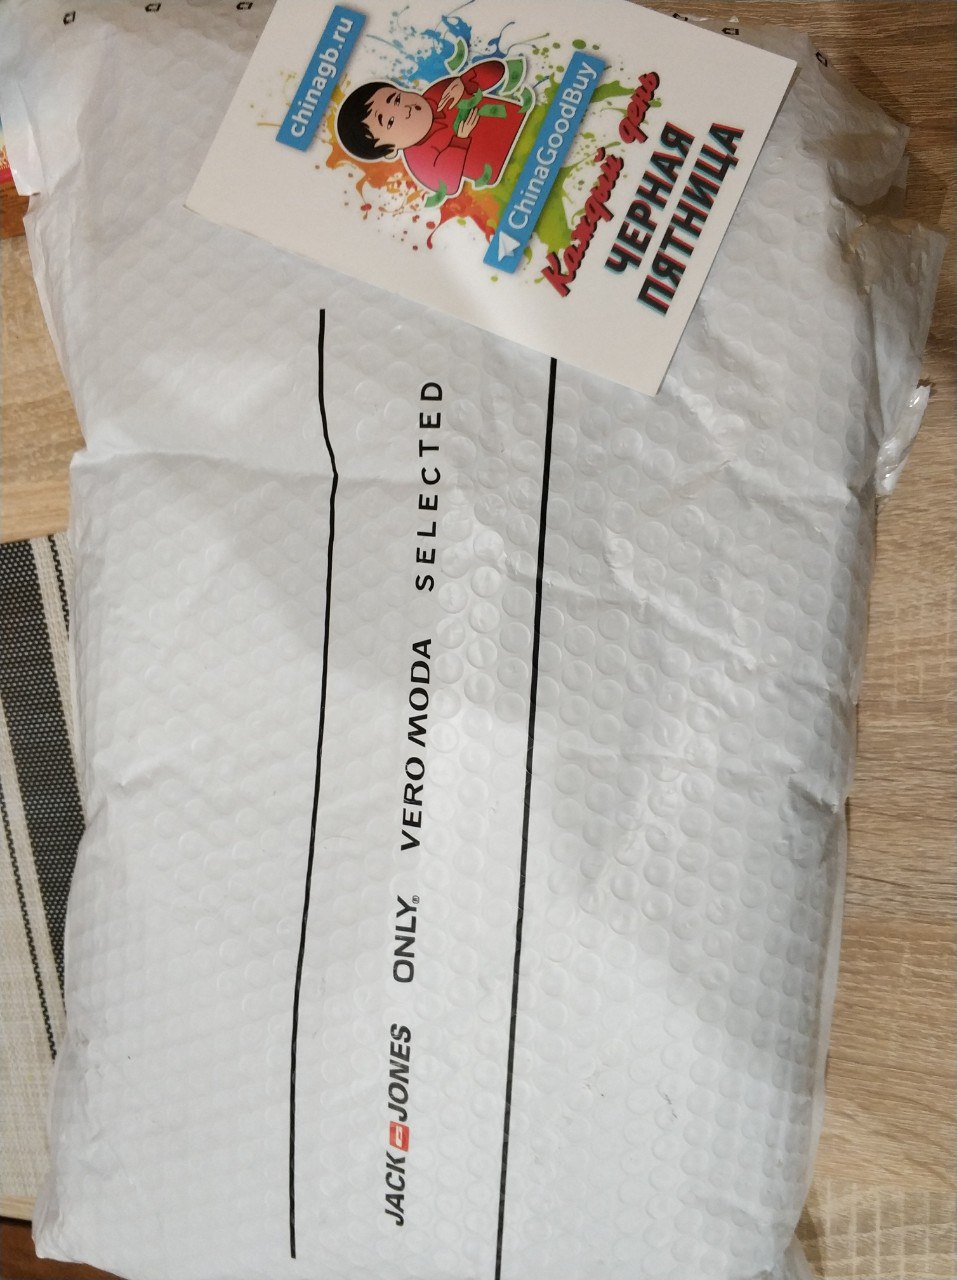 chinagb.ru
ChinaGoodBuy
Каждый день
ЧЕРНАЯ
ПЯТНИЦА
JACK JONES ONLY® VERO MODA SELECTED